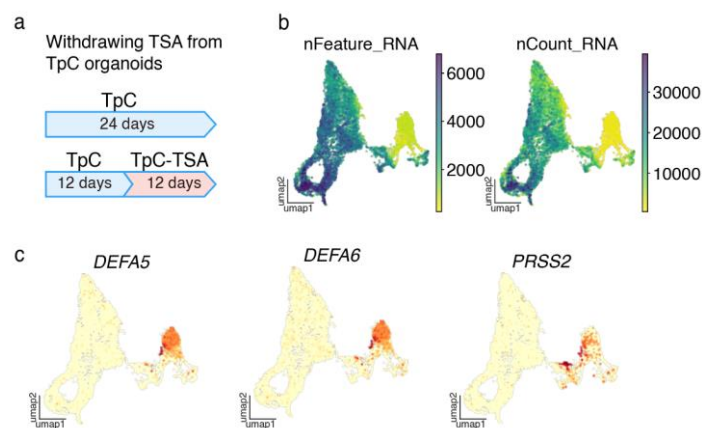 a
Withdrawing TSA from
TpC organoids
TpC
24 days
TpC TpC-TSA
12 days 12 days
b
nFeature_RNA
6000
4000
2000
umap2
umap1
nCount_RNA
30000
20000
10000
umap2
umap1
c
DEFA5
umap2
umap1
DEFA6
umap2
umap1
PRSS2
umap2
umap1